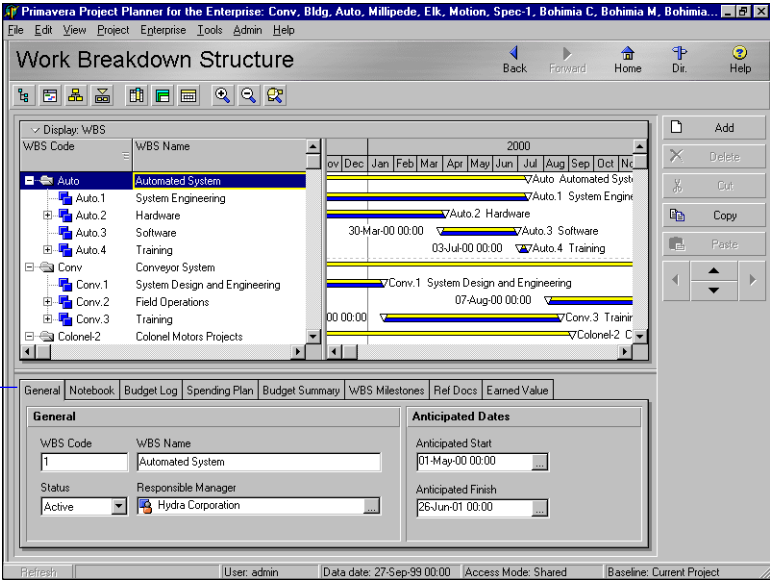 Primavera Project Planner for the Enterprise: Conv, Bldg, Auto, Millipede, Elk, Motion, Spec-1, Bohimia C, Bohimia M, Bohimia...
File Edit View Project Enterprise Tools Admin Help
Work Breakdown Structure
Back Forward Home Dir. Help
Display: WBS
WBS Code WBS Name
2000
ov Dec Jan Feb Mar Apr May Jun Jul Aug Sep Oct Nc
Auto Automated System Auto Automated Syst
Auto.1 System Engineering Auto.1 System Engine
Auto.2 Hardware Auto.2 Hardware
Auto.3 Software 30-Mar-00 00:00 Auto.3 Software
Auto.4 Training 03-Jul-00 00:00 Auto.4 Training
Conv Conveyor System
Conv.1 System Design and Engineering Conv.1 System Design and Engineering
Conv.2 Field Operations 07-Aug-00 00:00
Conv.3 Training 00 00:00 Conv.3 Trainin
Colonel-2 Colonel Motors Projects Colonel-2 C
Add
Delete
Cut
Copy
Paste
General Notebook Budget Log Spending Plan Budget Summary WBS Milestones Ref Docs Earned Value
General
WBS Code WBS Name
1 Automated System
Status Responsible Manager
Active Hydra Corporation ...
Anticipated Dates
Anticipated Start
01-May-00 00:00 ...
Anticipated Finish
26-Jun-01 00:00 ...
Refresh User: admin Data date: 27-Sep-99 00:00 Access Mode: Shared Baseline: Current Project